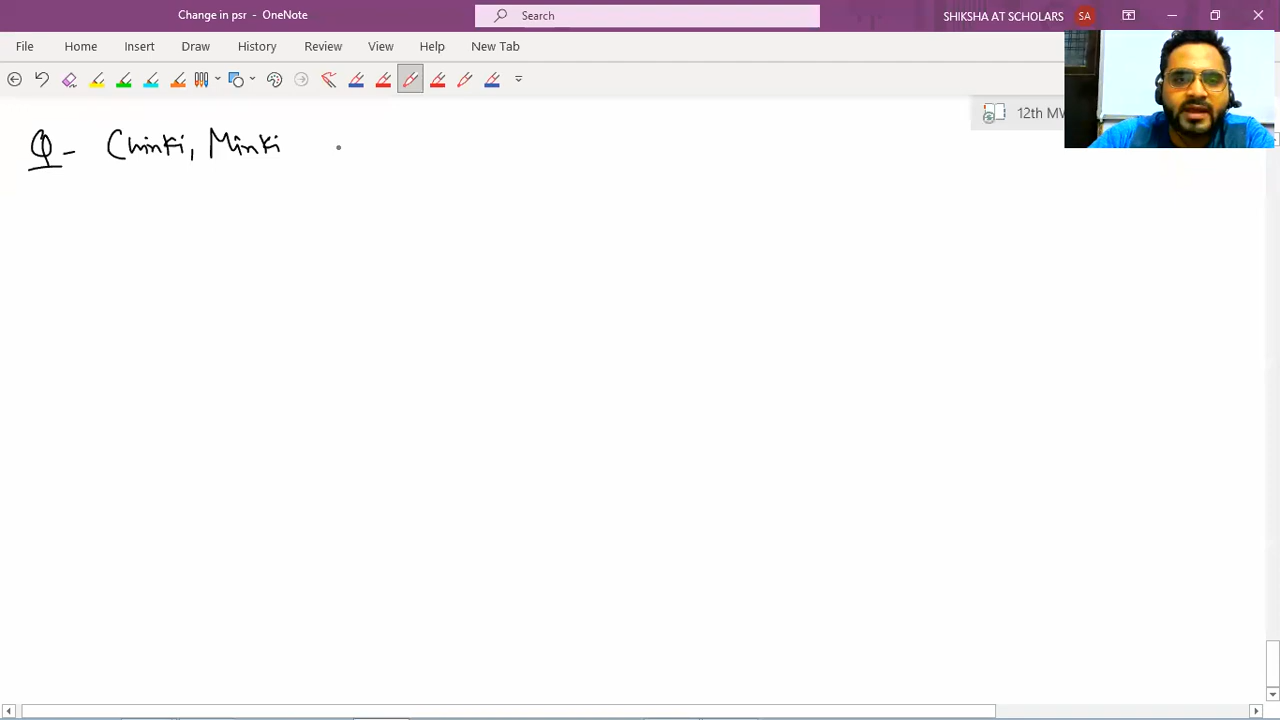 Change in psr - OneNote
Search
SHIKSHA AT SCHOLARS
SA
File Home Insert Draw History Review View Help New Tab
12th MW
Q- Chinki, Minki